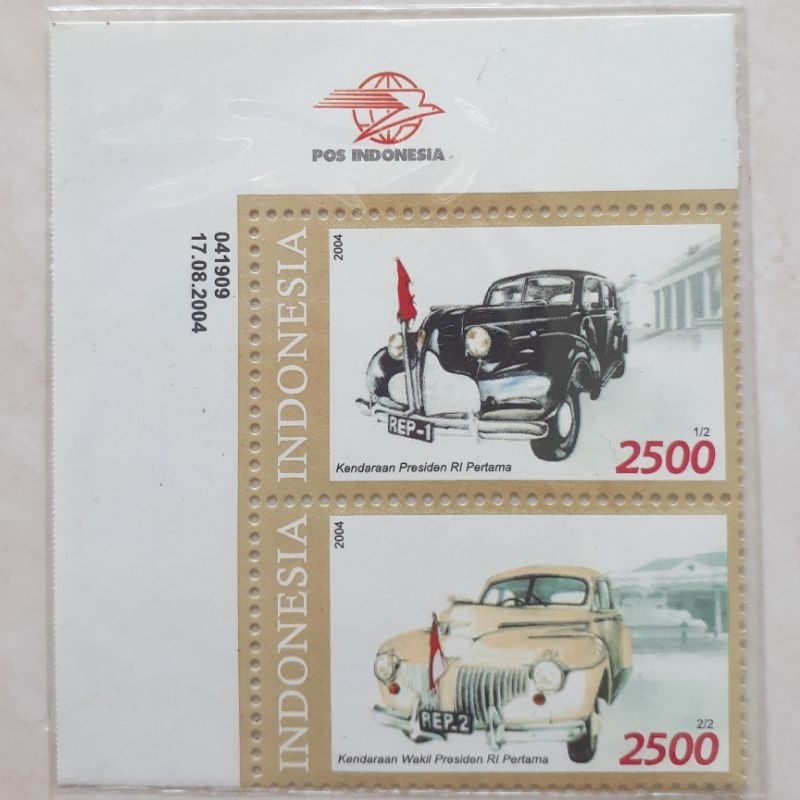 POS INDONESIA
041909
17.08.2004
INDONESIA
2004
REP-1
1/2
Kendaraan Presiden RI Pertama
2500
INDONESIA
2004
REP.2
2/2
Kendaraan Wakil Presiden RI Pertama
2500